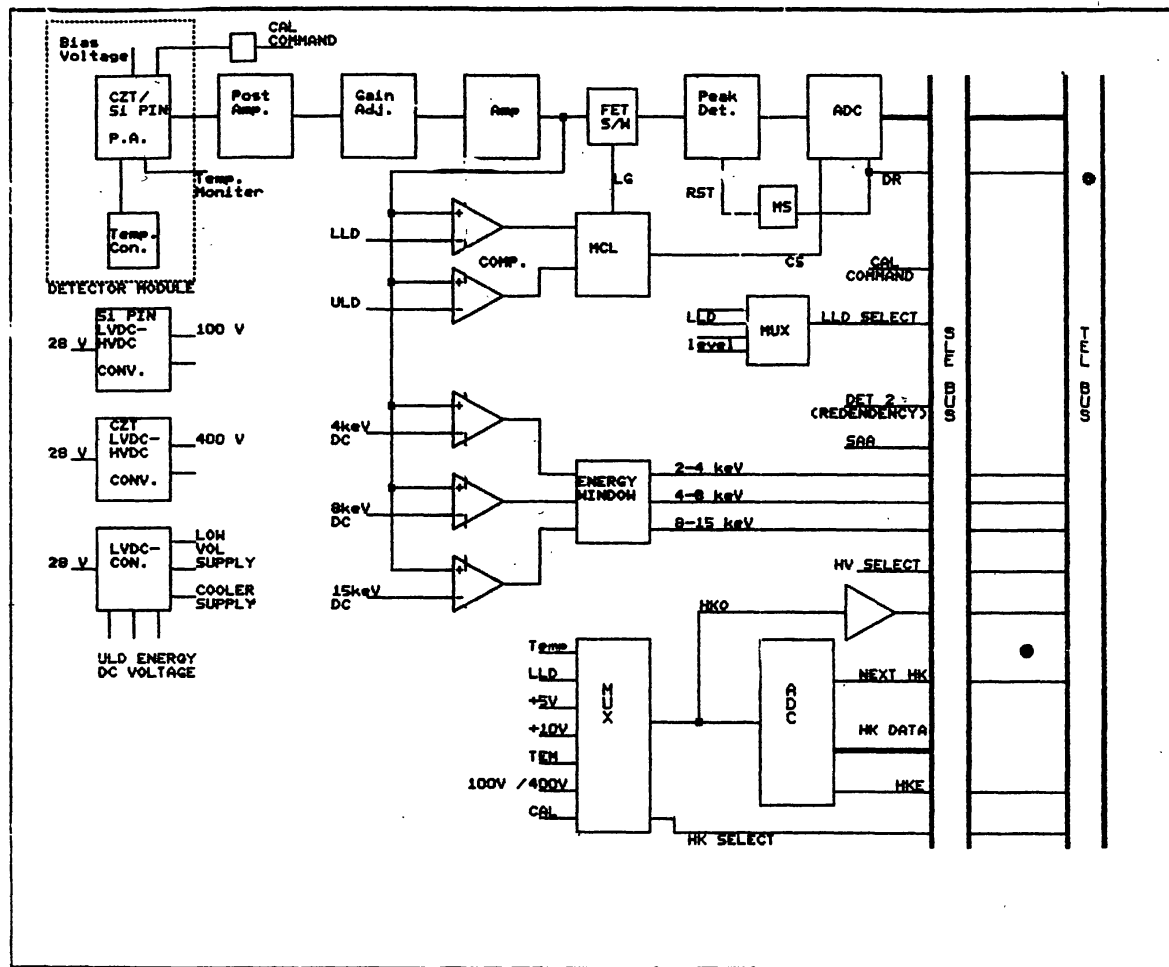 Bias
Voltage
CAL
COMMAND
CZT/
Si PIN
P.A.
Post
Amp.
Gain
Adj.
Amp
FET
S/W
Peak
Det.
ADC
Temp.
Moniter
LG
RST
MS
DR
Temp.
Con.
DETECTOR MODULE
LLD
ULD
COMP.
MCL
CS
CAL
COMMAND
LLD
level
MUX
LLD SELECT
Si PIN
LVDC-
HVDC
CONV.
28 V
100 V
CZT
LVDC-
HVDC
CONV.
28 V
400 V
LVDC-
CON.
28 V
LOW
VOL
SUPPLY
COOLER
SUPPLY
ULD ENERGY
DC VOLTAGE
4keV
DC
8keV
DC
15keV
DC
ENERGY
WINDOW
2-4 keV
4-8 keV
8-15 keV
DET 2
(REDENDENCY)
SAA
HV SELECT
HKO
Temp
LLD
+5V
+10V
TEM
100V /400V
CAL
MUX
ADC
NEXT HK
HK DATA
HKE
HK SELECT
SLE BUS
TEL BUS